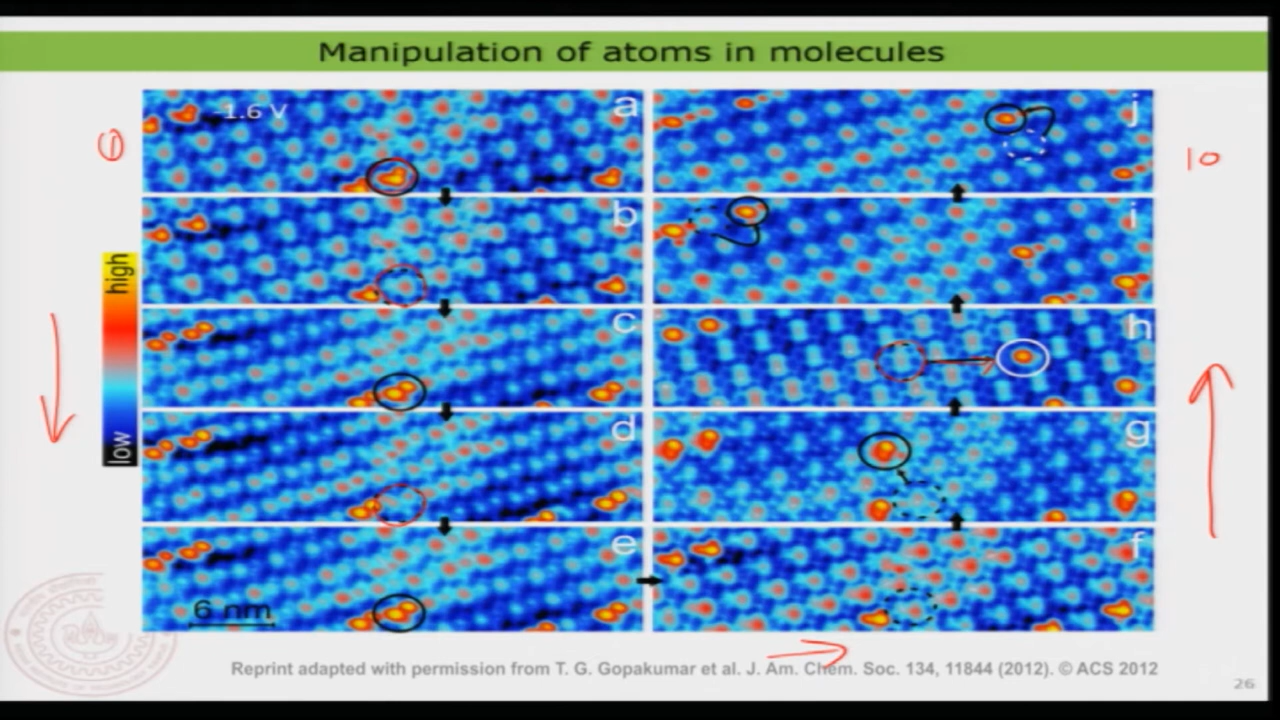 Manipulation of atoms in molecules
-1.6 V
a
b
c
d
e
6 nm
j
i
h
g
f
high
low
10
Reprint adapted with permission from T. G. Gopakumar et al. J. Am. Chem. Soc. 134, 11844 (2012). © ACS 2012
26